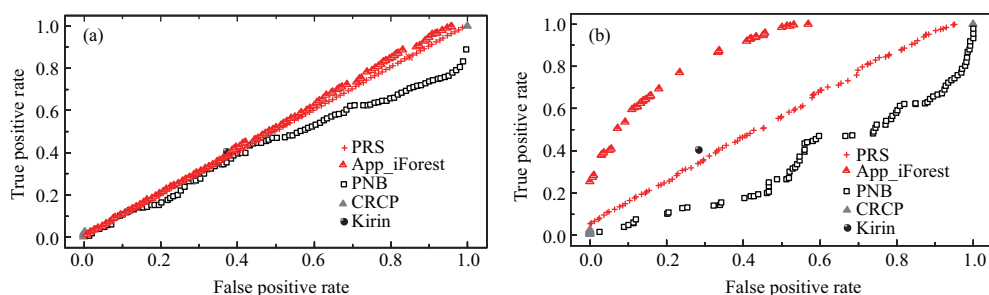 (a)
True positive rate
1.0
0.8
0.6
0.4
0.2
0.0
PRS
App_iForest
PNB
CRCP
Kirin
0.0 0.2 0.4 0.6 0.8 1.0
False positive rate
(b)
True positive rate
1.0
0.8
0.6
0.4
0.2
0.0
PRS
App_iForest
PNB
CRCP
Kirin
0.0 0.2 0.4 0.6 0.8 1.0
False positive rate